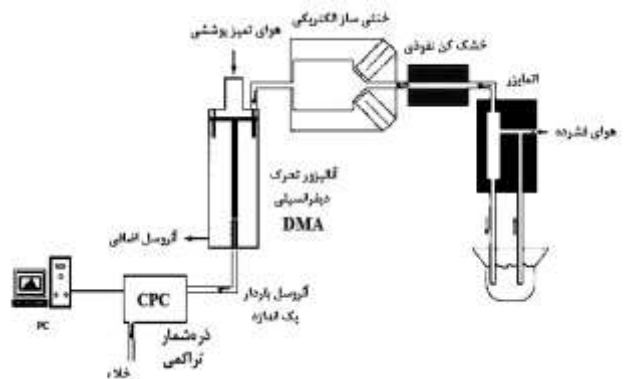 هوای تمیز پوششی
خنثی ساز الکتریکی
خشک کن نفوذی
اتمایزر
هوای فشرده
آنالیزور تحرک
دیفرانسیلی
DMA
آئروسل اضافی
آئروسل باردار
یک اندازه
CPC
ذره‌شمار
تراکمی
خلاء
PC